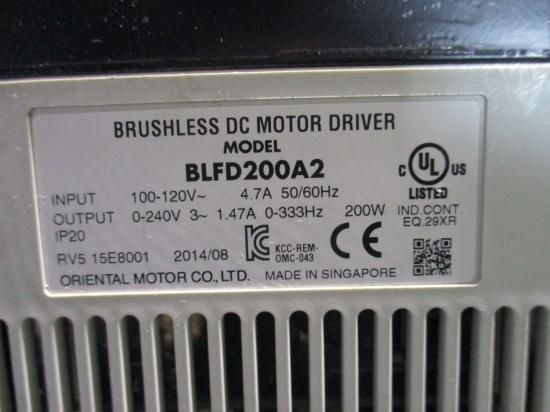 BRUSHLESS DC MOTOR DRIVER
MODEL
BLFD200A2
INPUT 100-120V~ 4.7A 50/60Hz
OUTPUT 0-240V 3~ 1.47A 0-333Hz 200W
IP20
RV5 15E8001 2014/08
KCC-REM-
OMC-043
ORIENTAL MOTOR CO., LTD. MADE IN SINGAPORE
C UL US
LISTED
IND.CONT.
EQ.29XR
CE